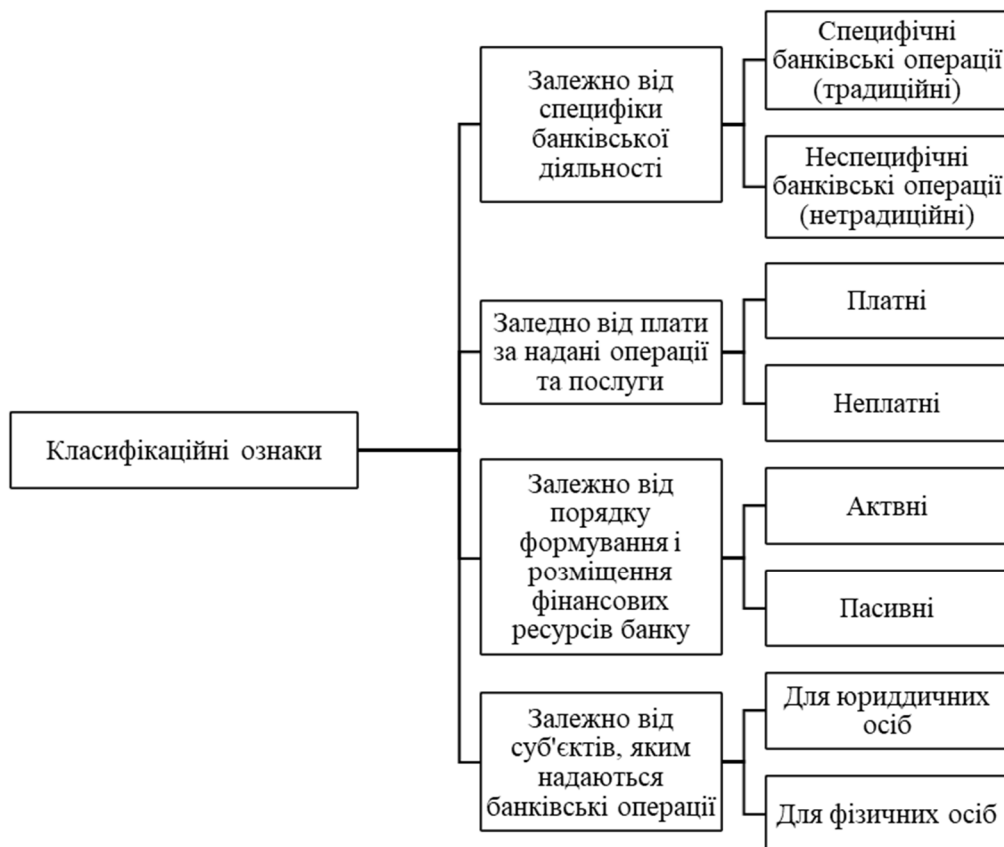 Класифікаційні ознаки
Залежно від
специфіки
банківської
діяльності
Специфічні
банківські операції
(традиційні)
Неспецифічні
банківські операції
(нетрадиційні)
Заледно від плати
за надані операції
та послуги
Платні
Неплатні
Залежно від
порядку
формування і
розміщення
фінансових
ресурсів банку
Актвні
Пасивні
Залежно від
суб'єктів, яким
надаються
банківські операції
Для юриддичних
осіб
Для фізичних осіб